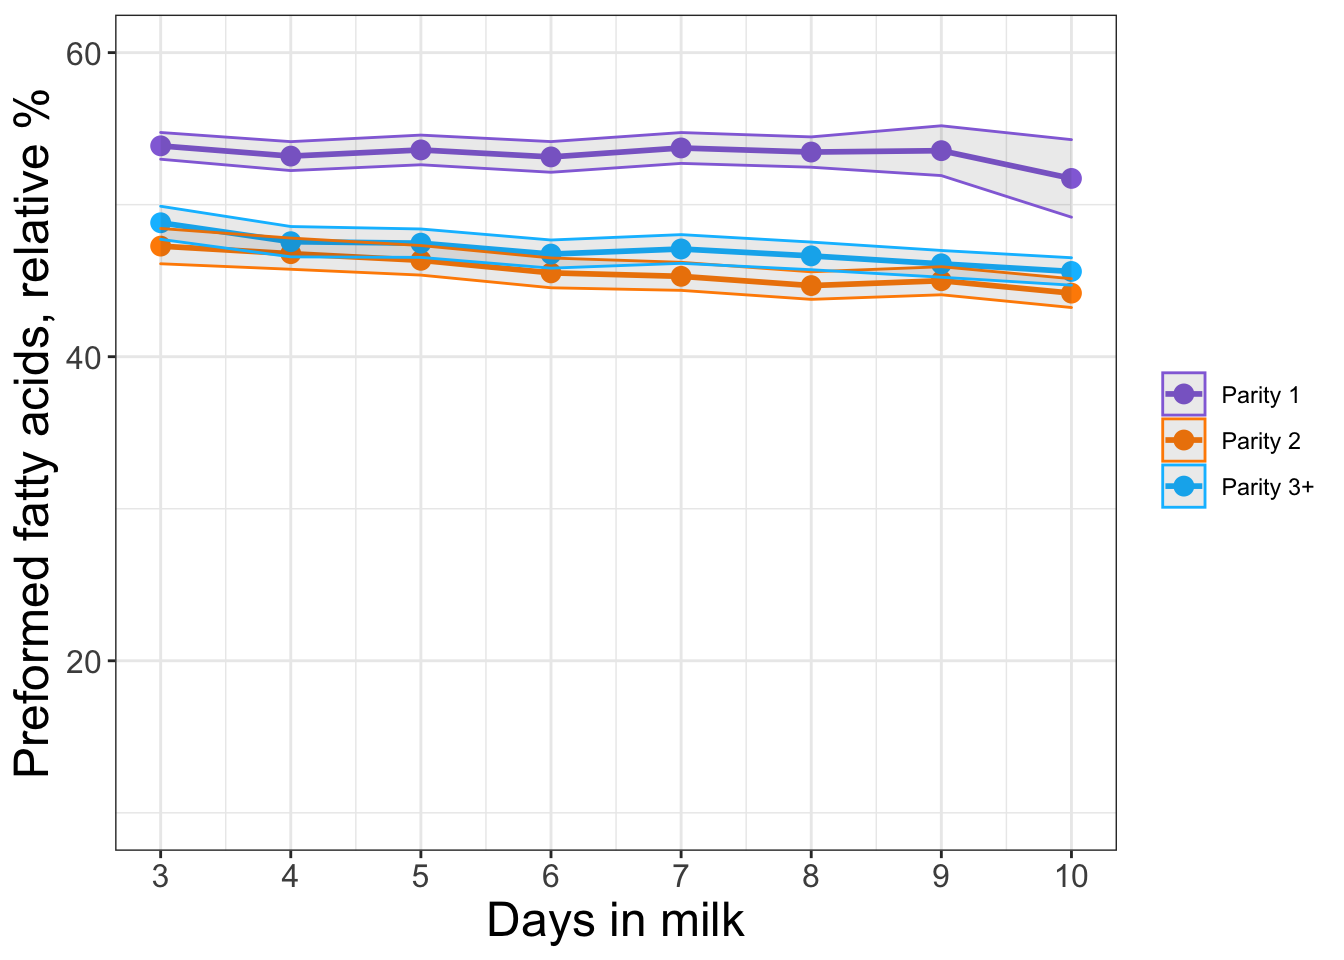 Preformed fatty acids, relative %
60
40
20
3 4 5 6 7 8 9 10
Days in milk
Parity 1
Parity 2
Parity 3+